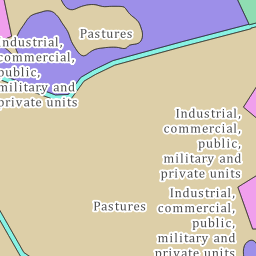 Pastures
Industrial,
commercial,
public,
military and
private units
Industrial,
commercial,
public,
military and
private units
Pastures
Industrial,
commercial,
public,
military and
private units